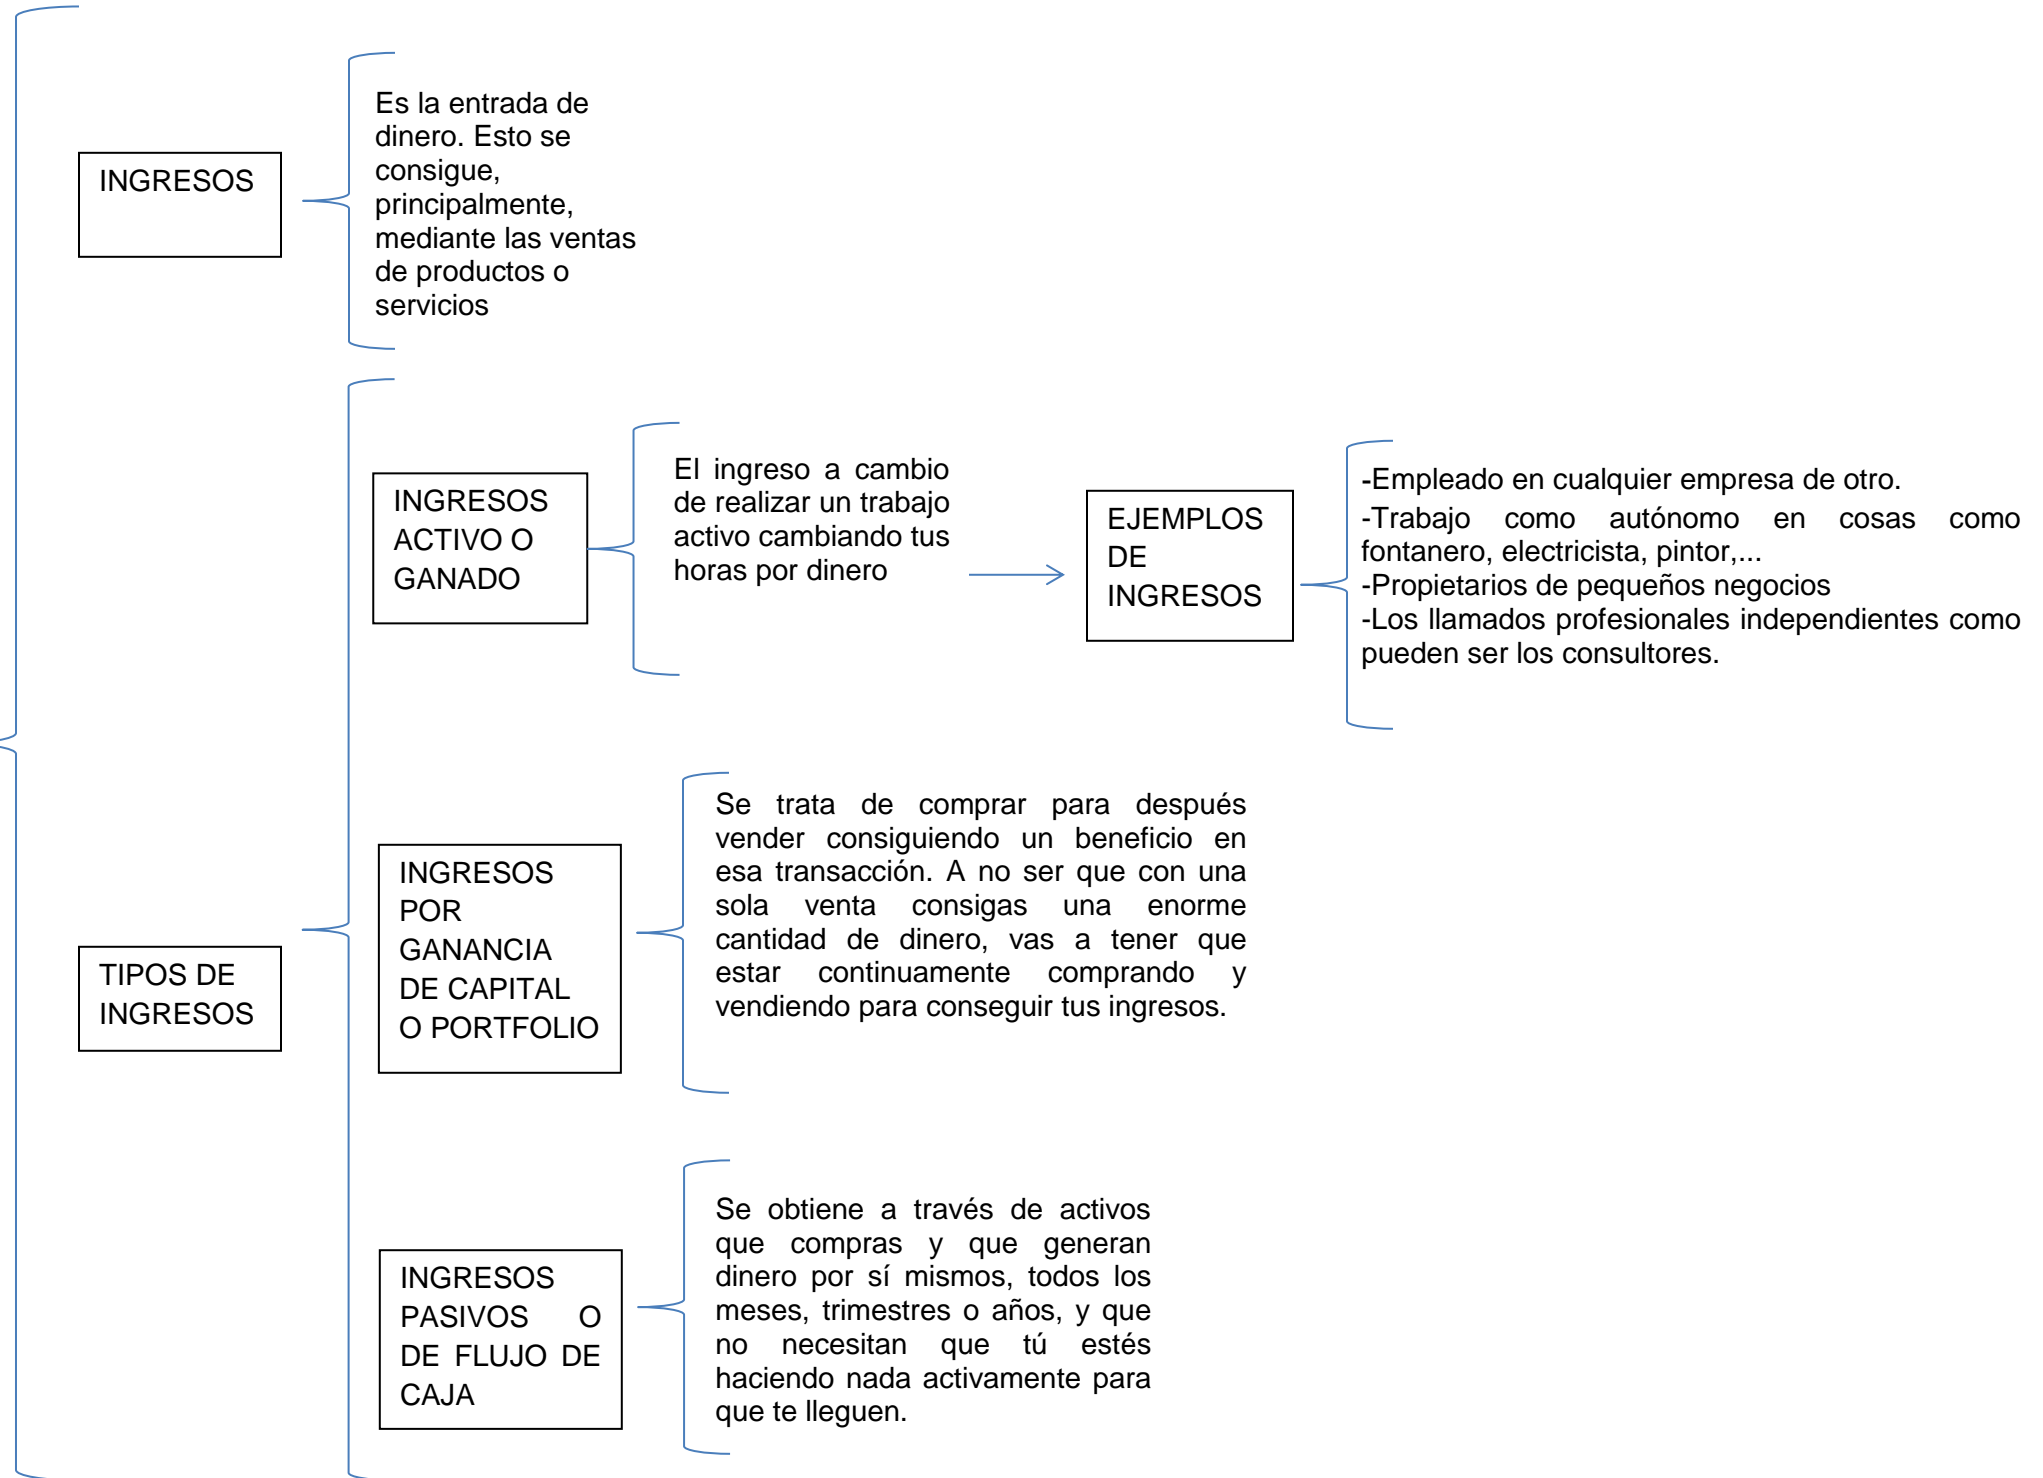 INGRESOS
Es la entrada de
dinero. Esto se
consigue,
principalmente,
mediante las ventas
de productos o
servicios
TIPOS DE
INGRESOS
INGRESOS
ACTIVO O
GANADO
El ingreso a cambio
de realizar un trabajo
activo cambiando tus
horas por dinero
EJEMPLOS
DE
INGRESOS
-Empleado en cualquier empresa de otro.
-Trabajo como autónomo en cosas como
fontanero, electricista, pintor,...
-Propietarios de pequeños negocios
-Los llamados profesionales independientes como
pueden ser los consultores.
INGRESOS
POR
GANANCIA
DE CAPITAL
O PORTFOLIO
Se trata de comprar para después
vender consiguiendo un beneficio en
esa transacción. A no ser que con una
sola venta consigas una enorme
cantidad de dinero, vas a tener que
estar continuamente comprando y
vendiendo para conseguir tus ingresos.
INGRESOS
PASIVOS O
DE FLUJO DE
CAJA
Se obtiene a través de activos
que compras y que generan
dinero por sí mismos, todos los
meses, trimestres o años, y que
no necesitan que tú estés
haciendo nada activamente para
que te lleguen.